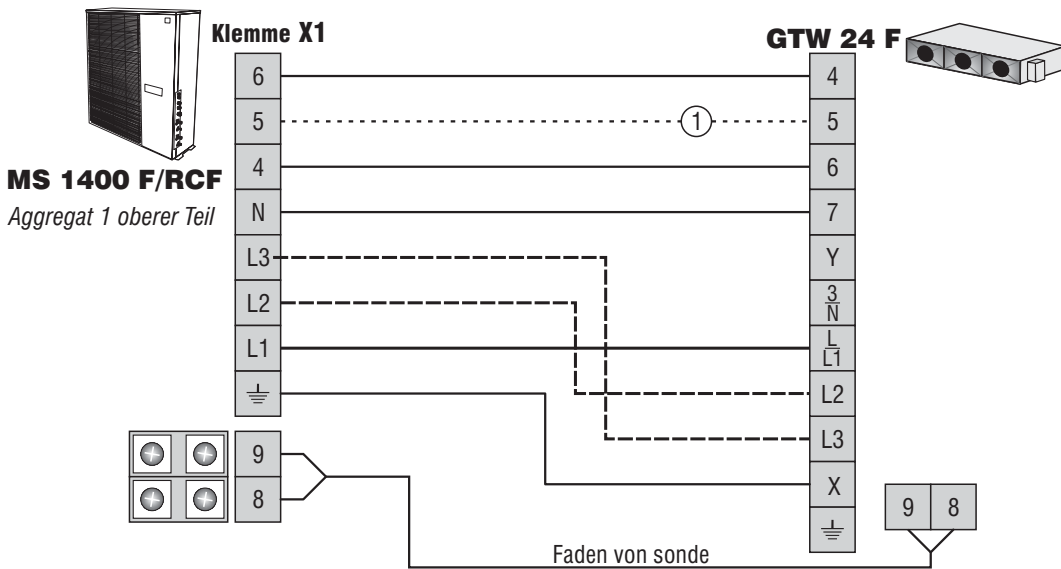 Klemme X1
GTW 24 F
MS 1400 F/RCF
Aggregat 1 oberer Teil
6
5
4
N
L3
L2
L1
1
4
5
6
7
Y
3
N
L
L1
L2
L3
X
9
8
9 8
Faden von sonde